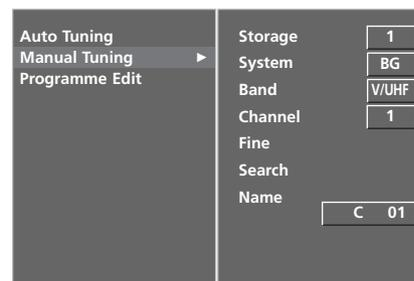 Auto Tuning
Manual Tuning ►
Programme Edit
Storage 1
System BG
Band V/UHF
Channel 1
Fine
Search
Name
C 01